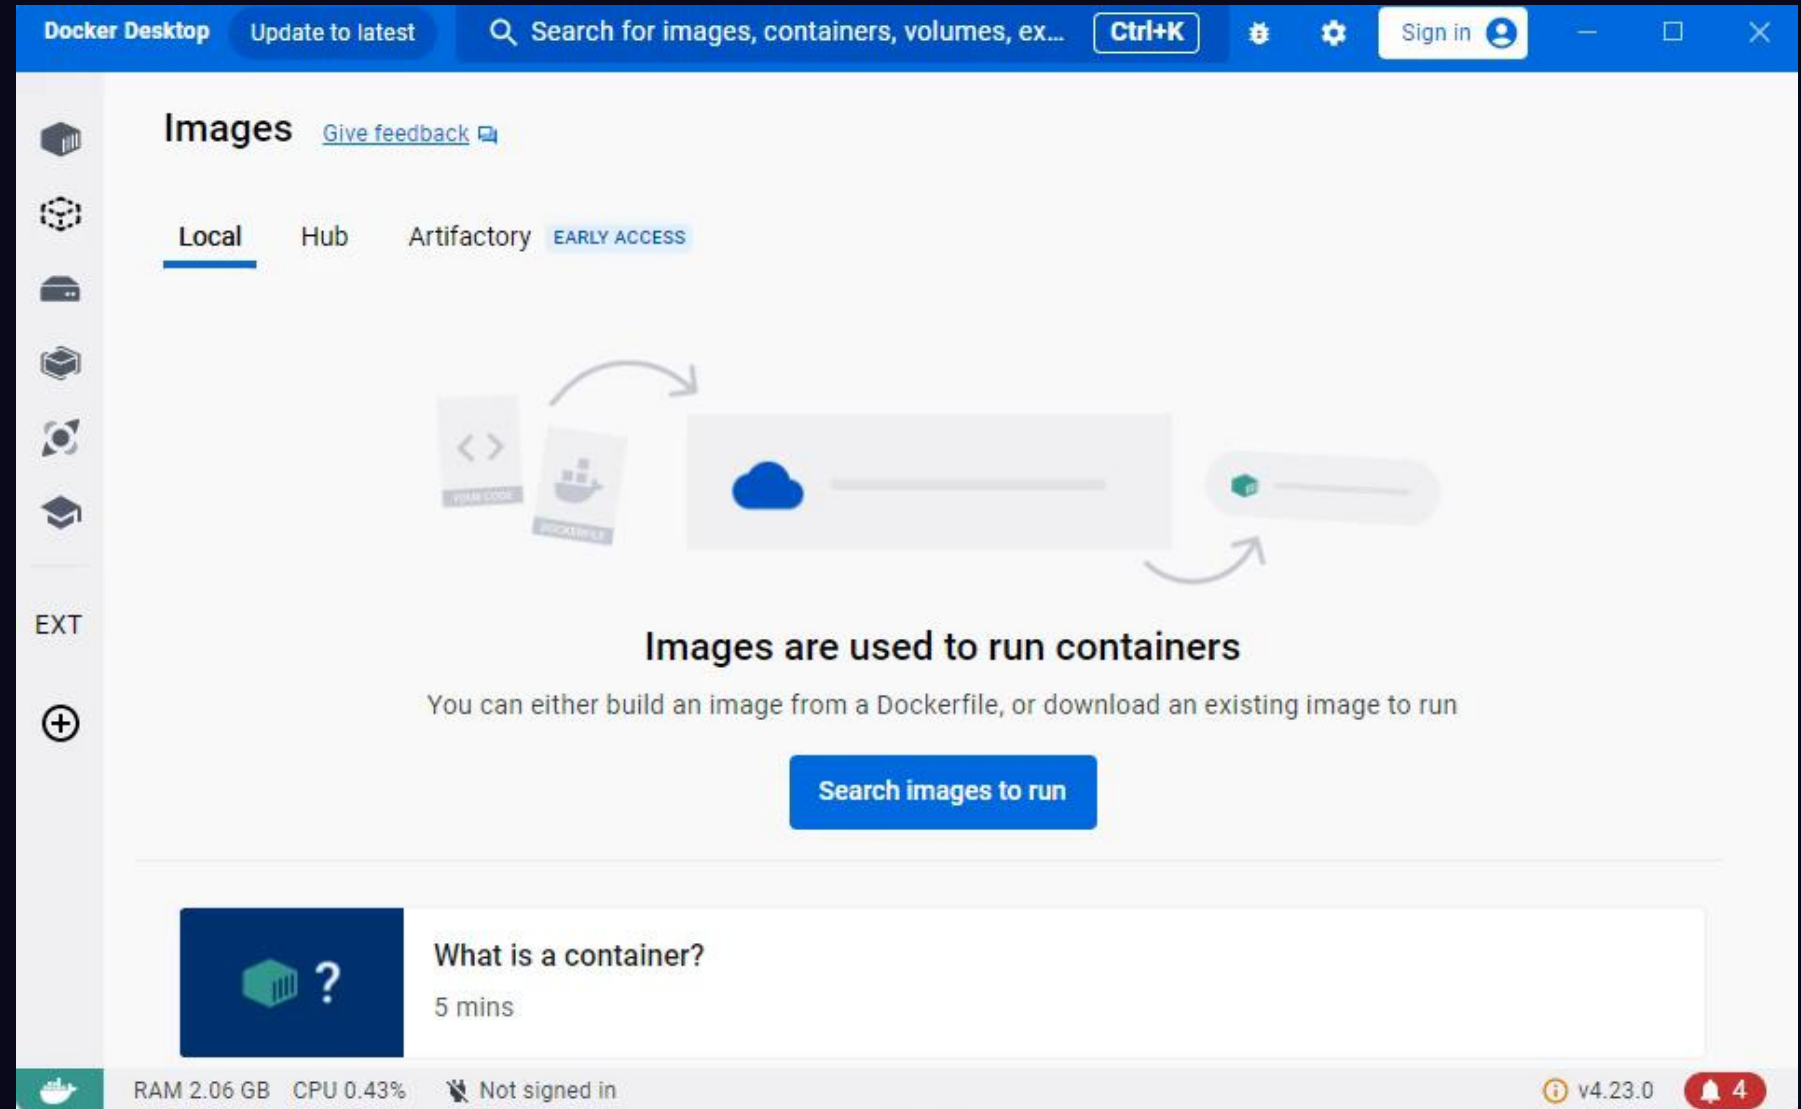 Docker Desktop Update to latest Search for images, containers, volumes, ex... Ctrl+K Sign in
Images Give feedback
Local Hub Artifactory EARLY ACCESS
YOUR CODE
DOCKERFILE
EXT
Images are used to run containers
You can either build an image from a Dockerfile, or download an existing image to run
Search images to run
What is a container?
?
5 mins
RAM 2.06 GB CPU 0.43% Not signed in v4.23.0 4